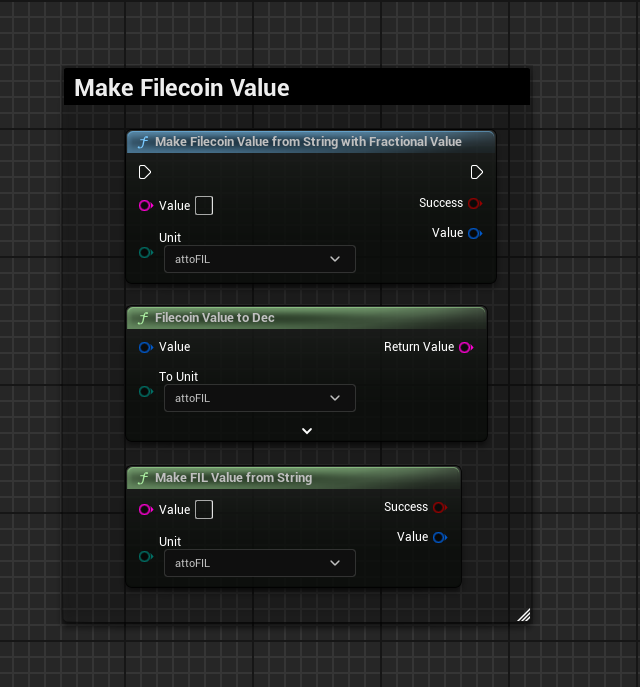 Make Filecoin Value
f Make Filecoin Value from String with Fractional Value
Value
Success
Value
Unit
attoFIL
f Filecoin Value to Dec
Value
Return Value
To Unit
attoFIL
f Make FIL Value from String
Value
Success
Value
Unit
attoFIL